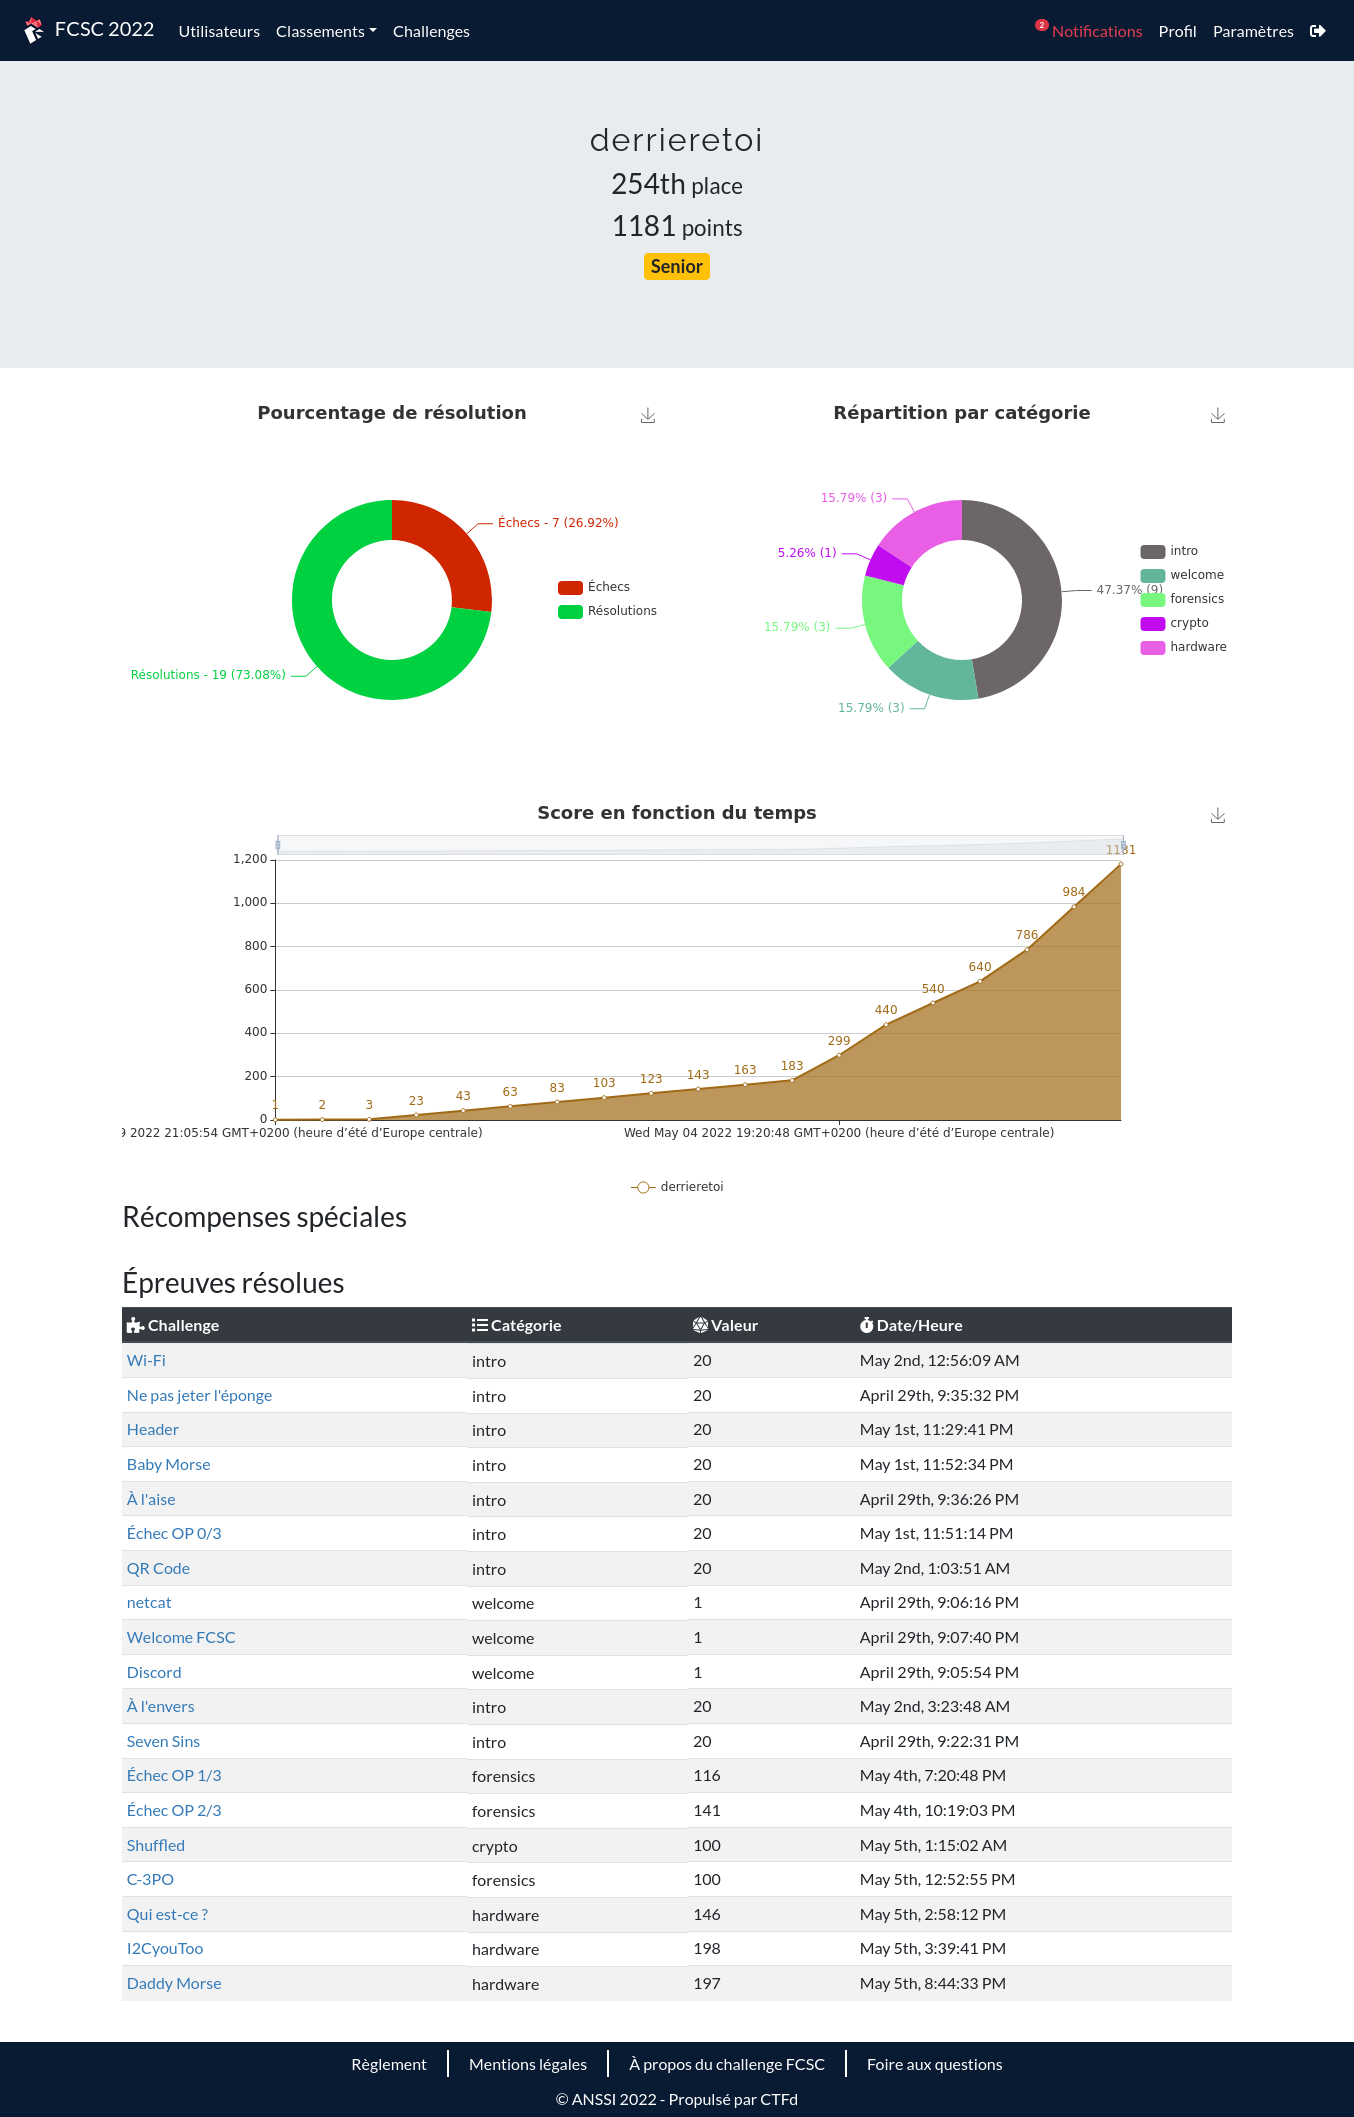 FCSC 2022 Utilisateurs Classements Challenges 2 Notifications Profil Paramètres
derrieretoi
254th place
1181 points
Senior
Pourcentage de résolution
Échecs - 7 (26.92%)
Résolutions - 19 (73.08%)
Échecs
Résolutions
Répartition par catégorie
15.79% (3)
5.26% (1)
47.37% (9)
15.79% (3)
15.79% (3)
intro
welcome
forensics
crypto
hardware
Score en fonction du temps
1,200
1,000
800
600
400
200
0
1 2 3 23 43 63 83 103 123 143 163 183 299 440 540 640 786 984 1181
9 2022 21:05:54 GMT+0200 (heure d’été d’Europe centrale) Wed May 04 2022 19:20:48 GMT+0200 (heure d’été d’Europe centrale)
derrieretoi
Récompenses spéciales
Épreuves résolues
Challenge Catégorie Valeur Date/Heure
Wi-Fi intro 20 May 2nd, 12:56:09 AM
Ne pas jeter l'éponge intro 20 April 29th, 9:35:32 PM
Header intro 20 May 1st, 11:29:41 PM
Baby Morse intro 20 May 1st, 11:52:34 PM
À l'aise intro 20 April 29th, 9:36:26 PM
Échec OP 0/3 intro 20 May 1st, 11:51:14 PM
QR Code intro 20 May 2nd, 1:03:51 AM
netcat welcome 1 April 29th, 9:06:16 PM
Welcome FCSC welcome 1 April 29th, 9:07:40 PM
Discord welcome 1 April 29th, 9:05:54 PM
À l'envers intro 20 May 2nd, 3:23:48 AM
Seven Sins intro 20 April 29th, 9:22:31 PM
Échec OP 1/3 forensics 116 May 4th, 7:20:48 PM
Échec OP 2/3 forensics 141 May 4th, 10:19:03 PM
Shuffled crypto 100 May 5th, 1:15:02 AM
C-3PO forensics 100 May 5th, 12:52:55 PM
Qui est-ce ? hardware 146 May 5th, 2:58:12 PM
I2CyouToo hardware 198 May 5th, 3:39:41 PM
Daddy Morse hardware 197 May 5th, 8:44:33 PM
Règlement Mentions légales À propos du challenge FCSC Foire aux questions
© ANSSI 2022 - Propulsé par CTFd